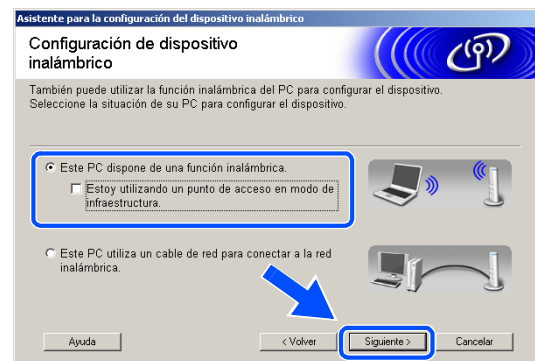 Asistente para la configuración del dispositivo inalámbrico
Configuración de dispositivo
inalámbrico
También puede utilizar la función inalámbrica del PC para configurar el dispositivo.
Seleccione la situación de su PC para configurar el dispositivo.
Este PC dispone de una función inalámbrica.
Estoy utilizando un punto de acceso en modo de
infraestructura.
Este PC utiliza un cable de red para conectar a la red
inalámbrica.
Ayuda
< Volver
Siguiente >
Cancelar